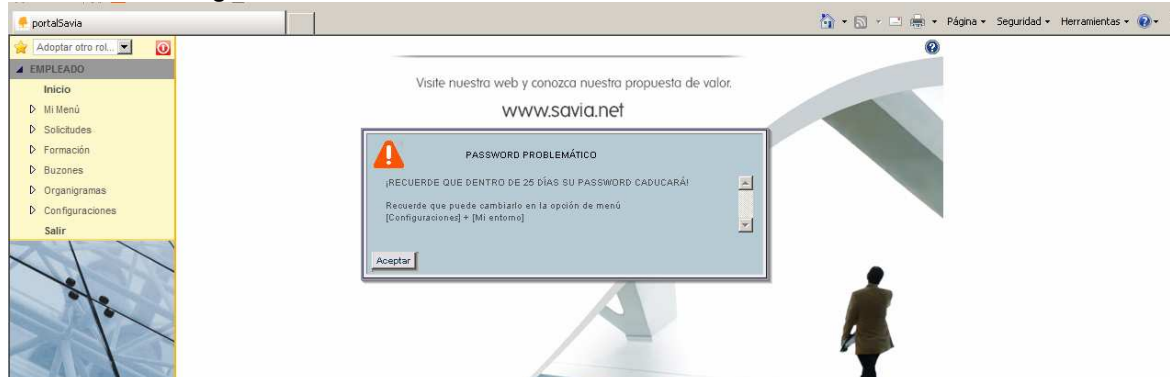 portalSavia
Página
Seguridad
Herramientas
Adoptar otro rol...
EMPLEADO
Inicio
Mi Menú
Solicitudes
Formación
Buzones
Organigramas
Configuraciones
Salir
Visite nuestra web y conozca nuestra propuesta de valor.
www.savia.net
PASSWORD PROBLEMÁTICO
¡RECUERDE QUE DENTRO DE 25 DÍAS SU PASSWORD CADUCARÁ!
Recuerde que puede cambiarlo en la opción de menú
[Configuraciones] + [Mi entorno]
Aceptar